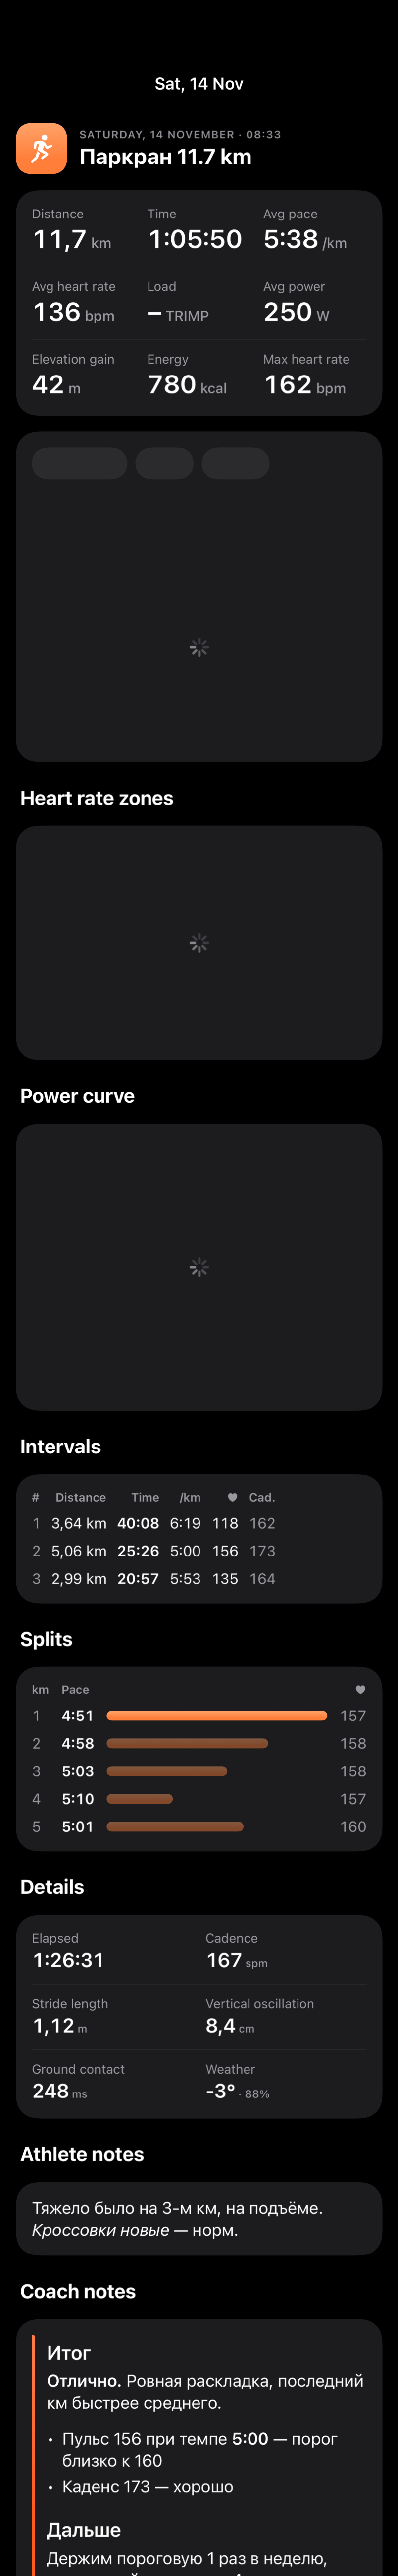 Sat, 14 Nov
SATURDAY, 14 NOVEMBER · 08:33
Паркран 11.7 km
Distance Time Avg pace
11,7 km 1:05:50 5:38 /km
Avg heart rate Load Avg power
136 bpm – TRIMP 250 W
Elevation gain Energy Max heart rate
42 m 780 kcal 162 bpm
Heart rate zones
Power curve
Intervals
# Distance Time /km ♥ Cad.
1 3,64 km 40:08 6:19 118 162
2 5,06 km 25:26 5:00 156 173
3 2,99 km 20:57 5:53 135 164
Splits
km Pace ♥
1 4:51 157
2 4:58 158
3 5:03 158
4 5:10 157
5 5:01 160
Details
Elapsed Cadence
1:26:31 167 spm
Stride length Vertical oscillation
1,12 m 8,4 cm
Ground contact Weather
248 ms -3° · 88%
Athlete notes
Тяжело было на 3-м км, на подъёме.
Кроссовки новые — норм.
Coach notes
Итог
Отлично. Ровная раскладка, последний
км быстрее среднего.
• Пульс 156 при темпе 5:00 — порог
близко к 160
• Каденс 173 — хорошо
Дальше
Держим пороговую 1 раз в неделю,